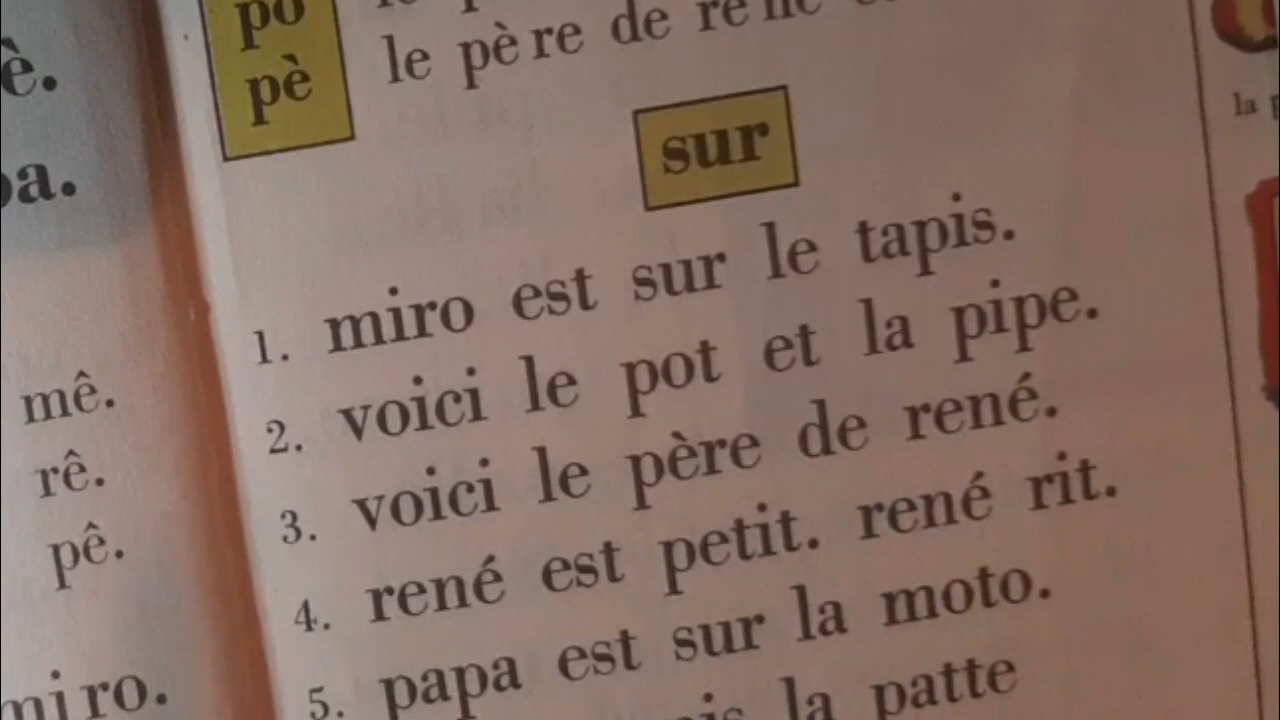 è.
a.
mê.
rê.
pê.
miro.
po
pè
le père de rené
sur
1. miro est sur le tapis.
2. voici le pot et la pipe.
3. voici le père de rené.
4. rené est petit. rené rit.
5. papa est sur la moto.
la patte
la